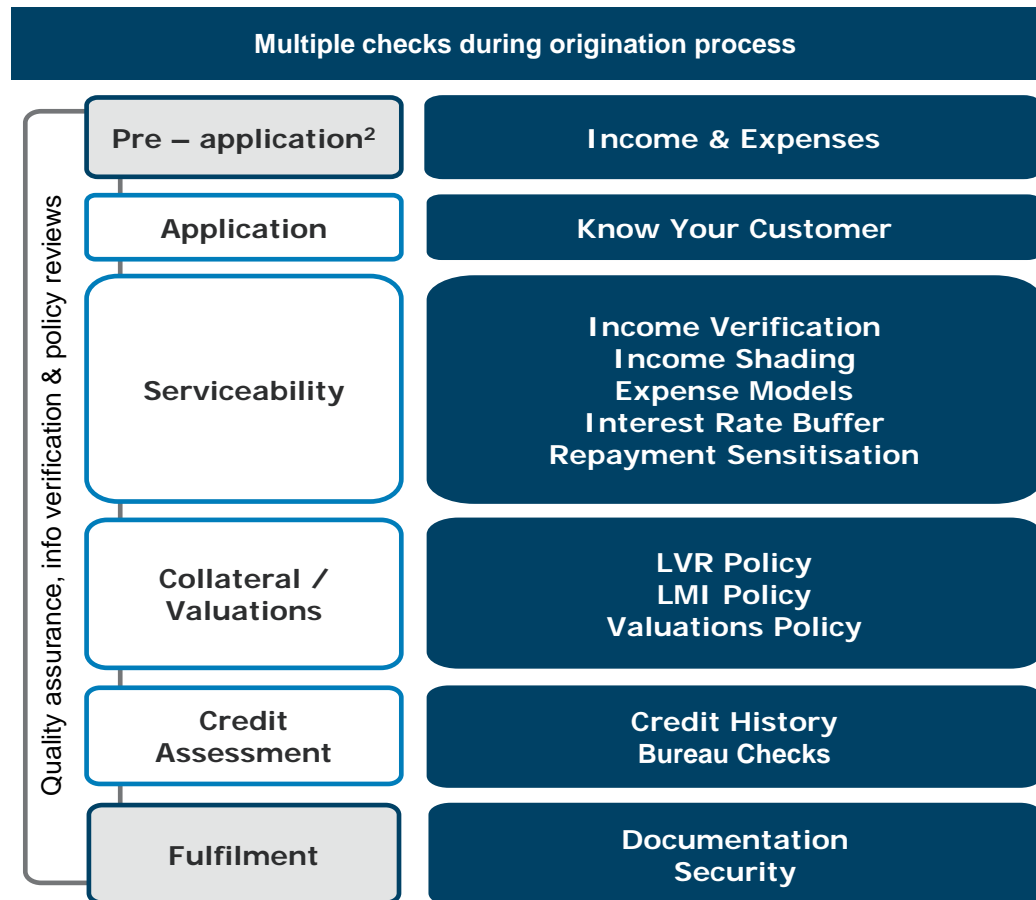 Multiple checks during origination process
Quality assurance, info verification & policy reviews
Pre – application²
Income & Expenses
Application
Know Your Customer
Serviceability
Income Verification
Income Shading
Expense Models
Interest Rate Buffer
Repayment Sensitisation
Collateral /
Valuations
LVR Policy
LMI Policy
Valuations Policy
Credit
Assessment
Credit History
Bureau Checks
Fulfilment
Documentation
Security